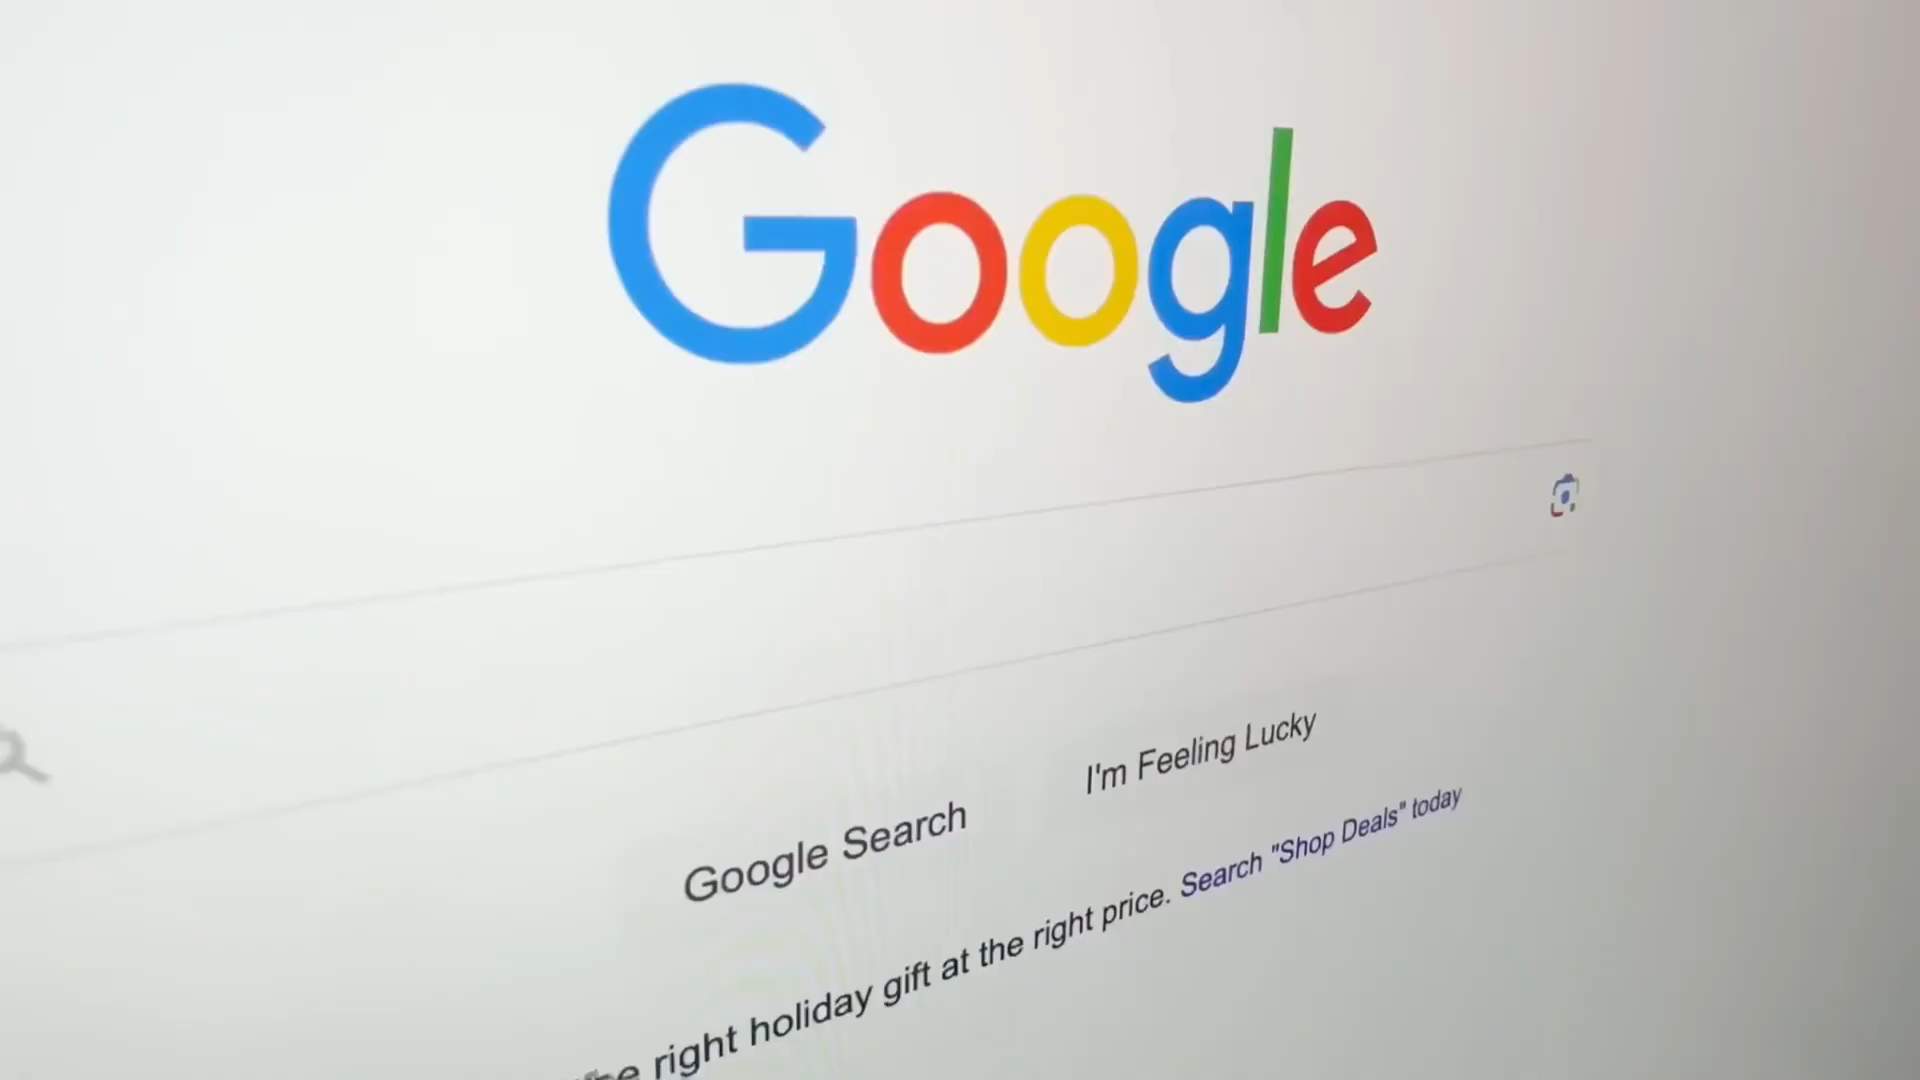 Google
Google Search
I'm Feeling Lucky
right holiday gift at the right price. Search "Shop Deals" today